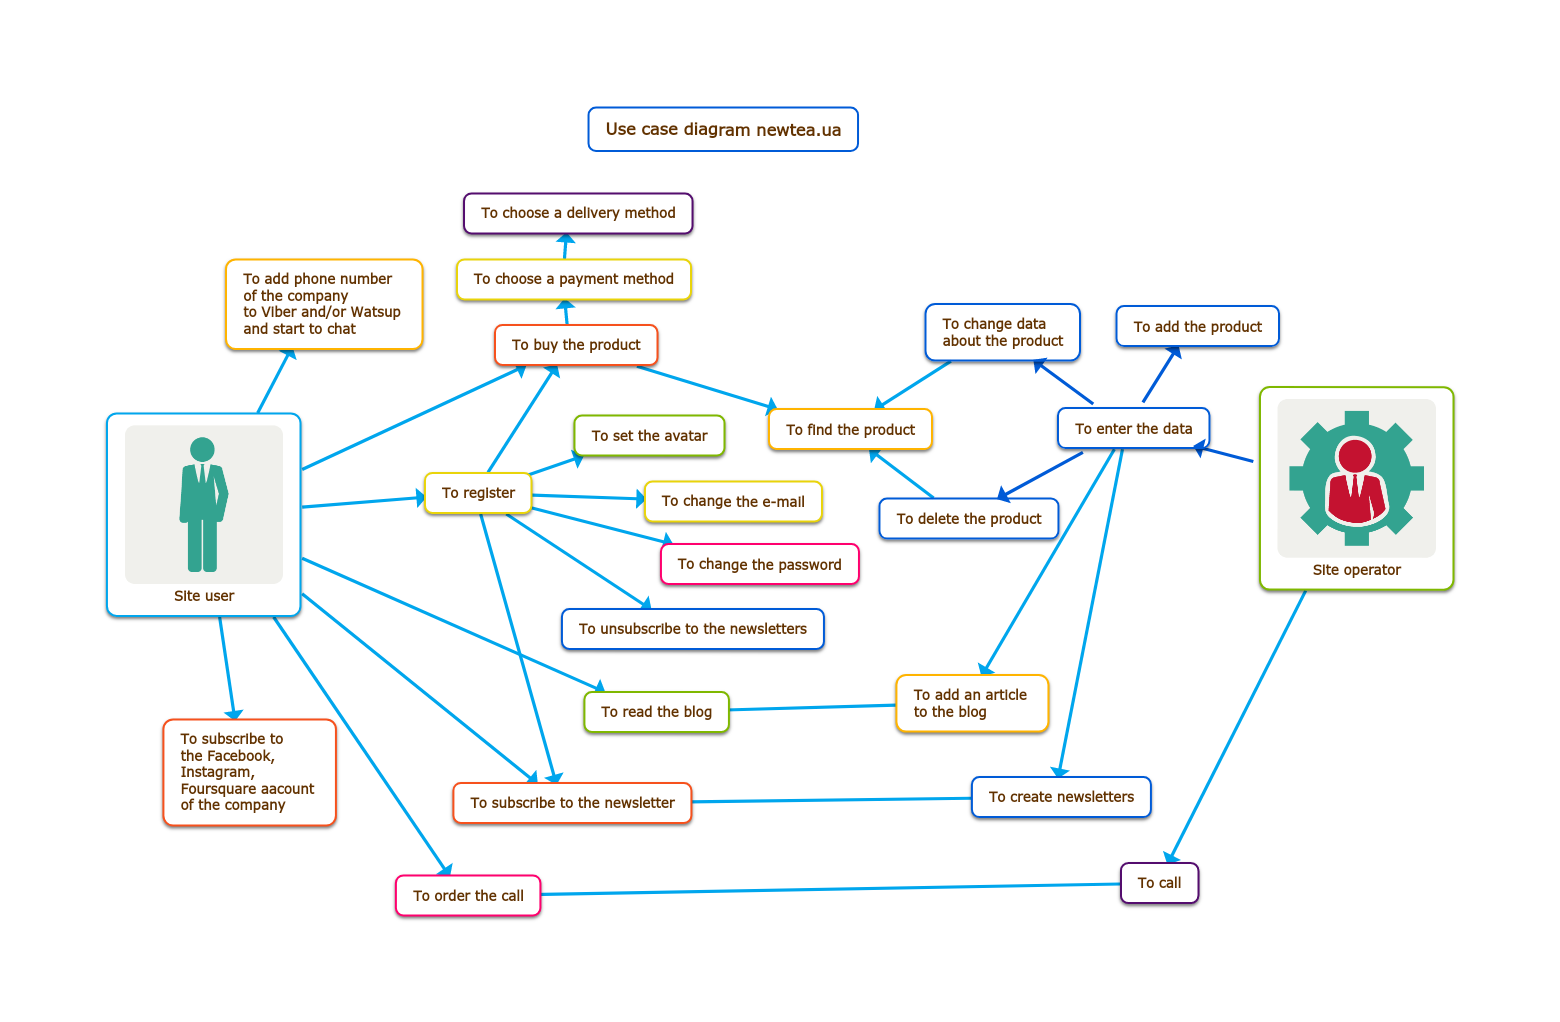 Use case diagram newtea.ua
To choose a delivery method
To add phone number
of the company
to Viber and/or Watsup
and start to chat
To choose a payment method
To buy the product
To change data
about the product
To add the product
To set the avatar
To find the product
To enter the data
To register
To change the e-mail
To delete the product
To change the password
Site user
Site operator
To unsubscribe to the newsletters
To read the blog
To add an article
to the blog
To subscribe to
the Facebook,
Instagram,
Foursquare aacount
of the company
To subscribe to the newsletter
To create newsletters
To order the call
To call